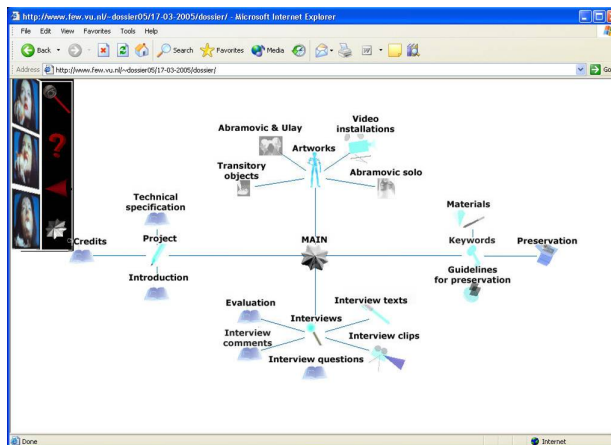 http://www.few.vu.nl/~dossier05/17-03-2005/dossier/ - Microsoft Internet Explorer
File Edit View Favorites Tools Help
Back Search Favorites Media
Address http://www.few.vu.nl/~dossier05/17-03-2005/dossier/ Go
Video
installations
Abramovic & Ulay
Artworks
Transitory
objects
Abramovic solo
Technical
specification
Materials
Credits
Project
MAIN
Keywords
Preservation
Introduction
Guidelines
for preservation
Evaluation
Interviews
Interview texts
Interview
comments
Interview clips
Interview questions
Done Internet